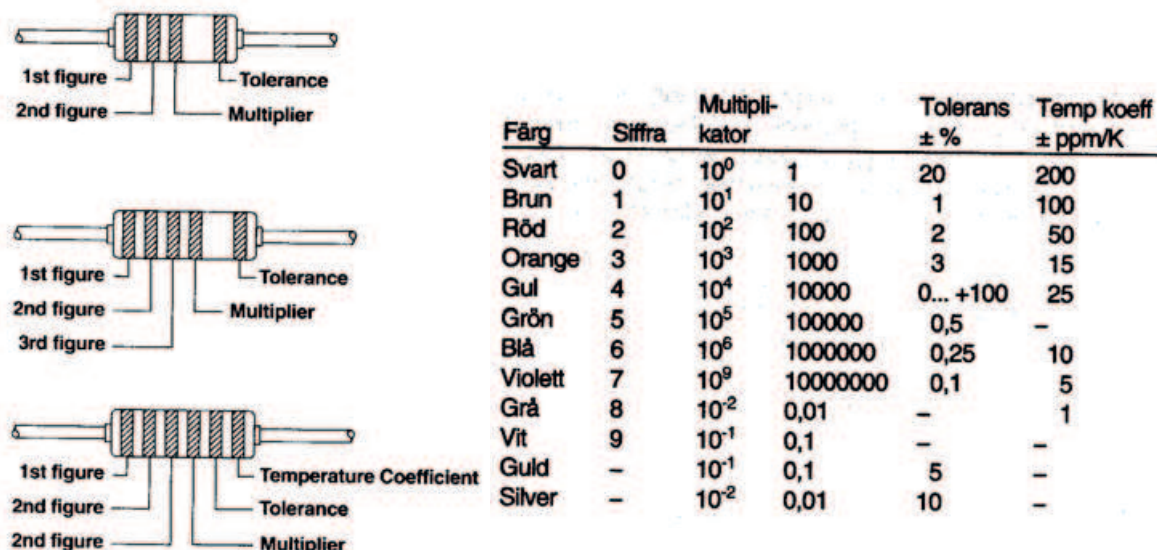 1st figure
Tolerance
2nd figure
Multiplier
1st figure
Tolerance
2nd figure
Multiplier
3rd figure
1st figure
Temperature Coefficient
2nd figure
Tolerance
2nd figure
Multiplier
Multipli- Tolerans Temp koeff
Färg Siffra kator ± % ± ppm/K
Svart 0 10⁰ 1 20 200
Brun 1 10¹ 10 1 100
Röd 2 10² 100 2 50
Orange 3 10³ 1000 3 15
Gul 4 10⁴ 10000 0... +100 25
Grön 5 10⁵ 100000 0,5 –
Blå 6 10⁶ 1000000 0,25 10
Violett 7 10⁹ 10000000 0,1 5
Grå 8 10⁻² 0,01 – 1
Vit 9 10⁻¹ 0,1 – –
Guld – 10⁻¹ 0,1 5 –
Silver – 10⁻² 0,01 10 –